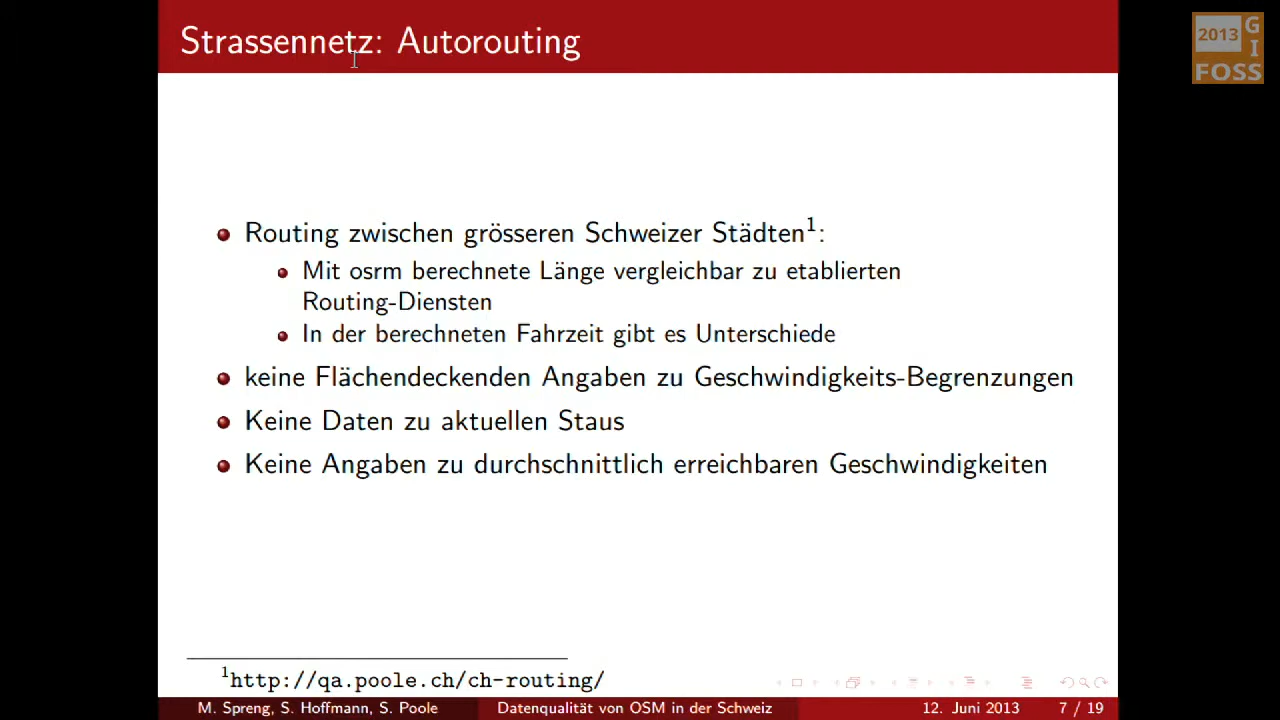 Strassennetz: Autorouting
2013 G
I
FOSS
Routing zwischen grösseren Schweizer Städten1:
Mit osrm berechnete Länge vergleichbar zu etablierten
Routing-Diensten
In der berechneten Fahrzeit gibt es Unterschiede
keine Flächendeckenden Angaben zu Geschwindigkeits-Begrenzungen
Keine Daten zu aktuellen Staus
Keine Angaben zu durchschnittlich erreichbaren Geschwindigkeiten
1http://qa.poole.ch/ch-routing/
M. Spreng, S. Hoffmann, S. Poole Datenqualität von OSM in der Schweiz 12. Juni 2013 7 / 19